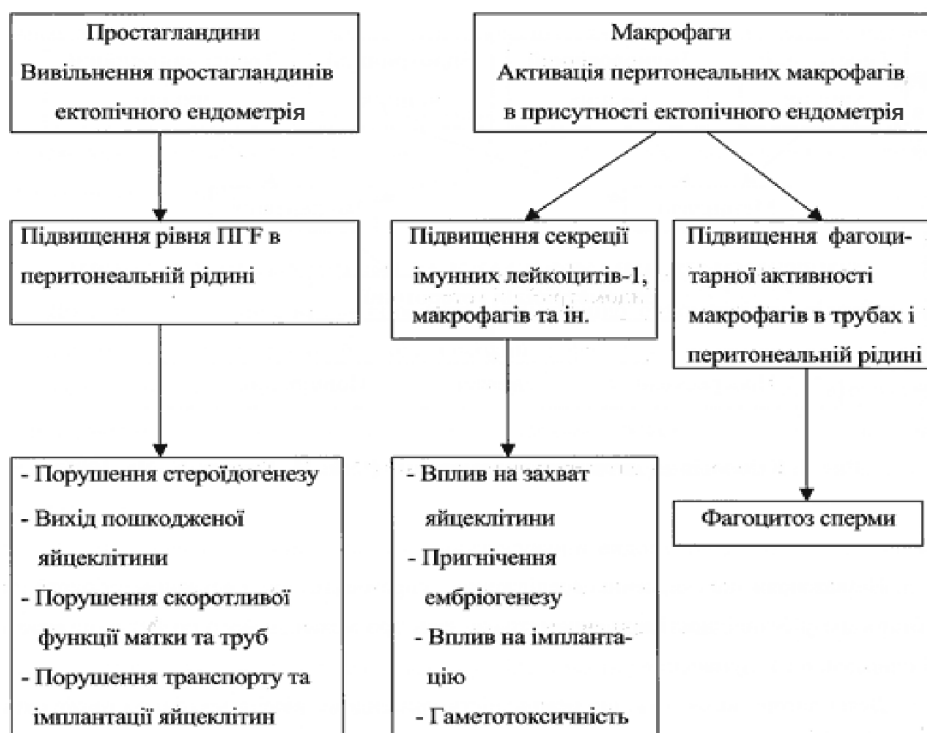 Простагландини
Вивільнення простагландинів
ектопічного ендометрія
Макрофаги
Активація перитонеальних макрофагів
в присутності ектопічного ендометрія
Підвищення рівня ПГF в
перитонеальній рідині
Підвищення секреції
імунних лейкоцитів-1,
макрофагів та ін.
Підвищення фагоци-
тарної активності
макрофагів в трубах і
перитонеальній рідині
- Порушення стероїдогенезу
- Вихід пошкодженої
яйцеклітини
- Порушення скоротливої
функції матки та труб
- Порушення транспорту та
імплантації яйцеклітин
- Вплив на захват
яйцеклітини
- Пригнічення
ембріогенезу
- Вплив на імпланта-
цію
- Гаметотоксичність
Фагоцитоз сперми